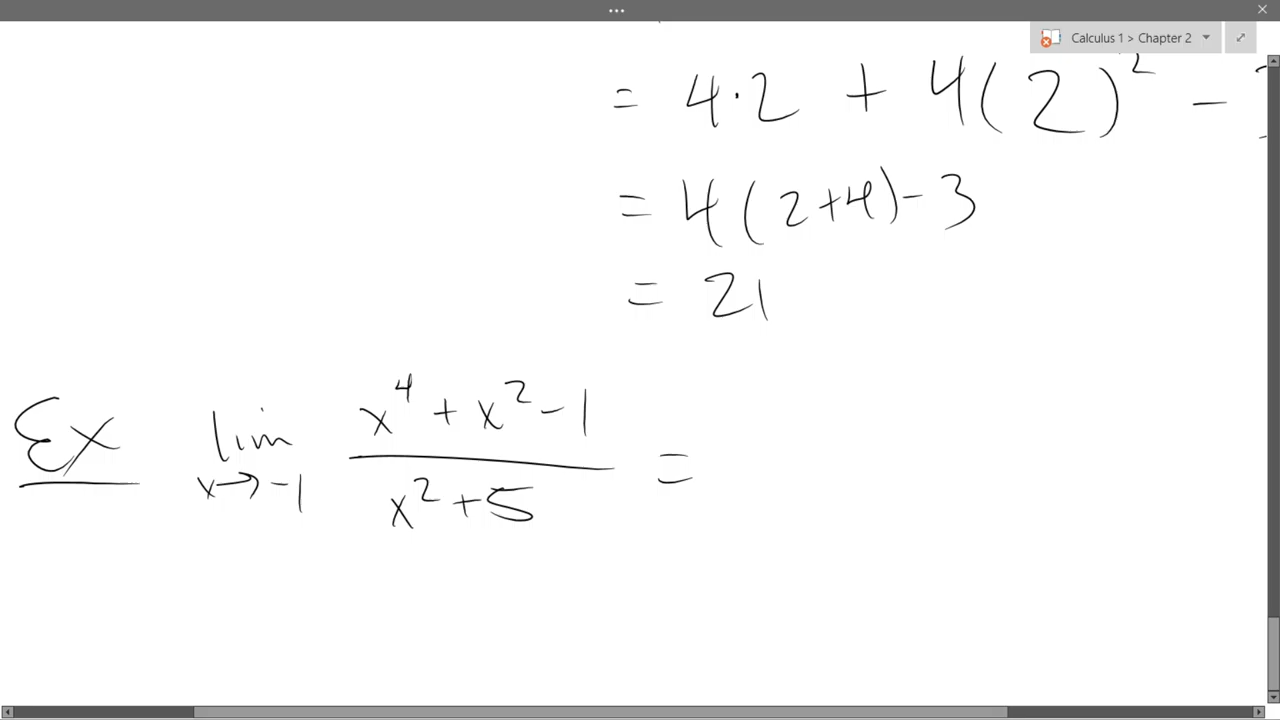 Calculus 1 > Chapter 2
= 4·2 + 4(2)² −
= 4(2+4)−3
= 21
Ex lim x→−1 (x⁴ + x² − 1)/(x² + 5) =